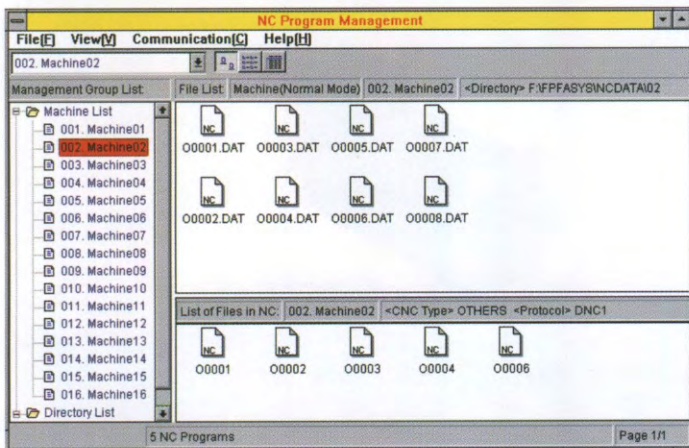 NC Program Management
File[F] View[V] Communication[C] Help[H]
002. Machine02
Management Group List:
File List: Machine(Normal Mode) 002. Machine02 <Directory> F:\FPFASYS\NCDATA\02
Machine List
001. Machine01
002. Machine02
003. Machine03
004. Machine04
005. Machine05
006. Machine06
007. Machine07
008. Machine08
009. Machine09
010. Machine10
011. Machine11
012. Machine12
013. Machine13
014. Machine14
015. Machine15
016. Machine16
Directory List
NC NC NC NC
O0001.DAT O0003.DAT O0005.DAT O0007.DAT
NC NC NC NC
O0002.DAT O0004.DAT O0006.DAT O0008.DAT
List of Files in NC: 002. Machine02 <CNC Type> OTHERS <Protocol> DNC1
NC NC NC NC NC
O0001 O0002 O0003 O0004 O0006
5 NC Programs Page 1/1